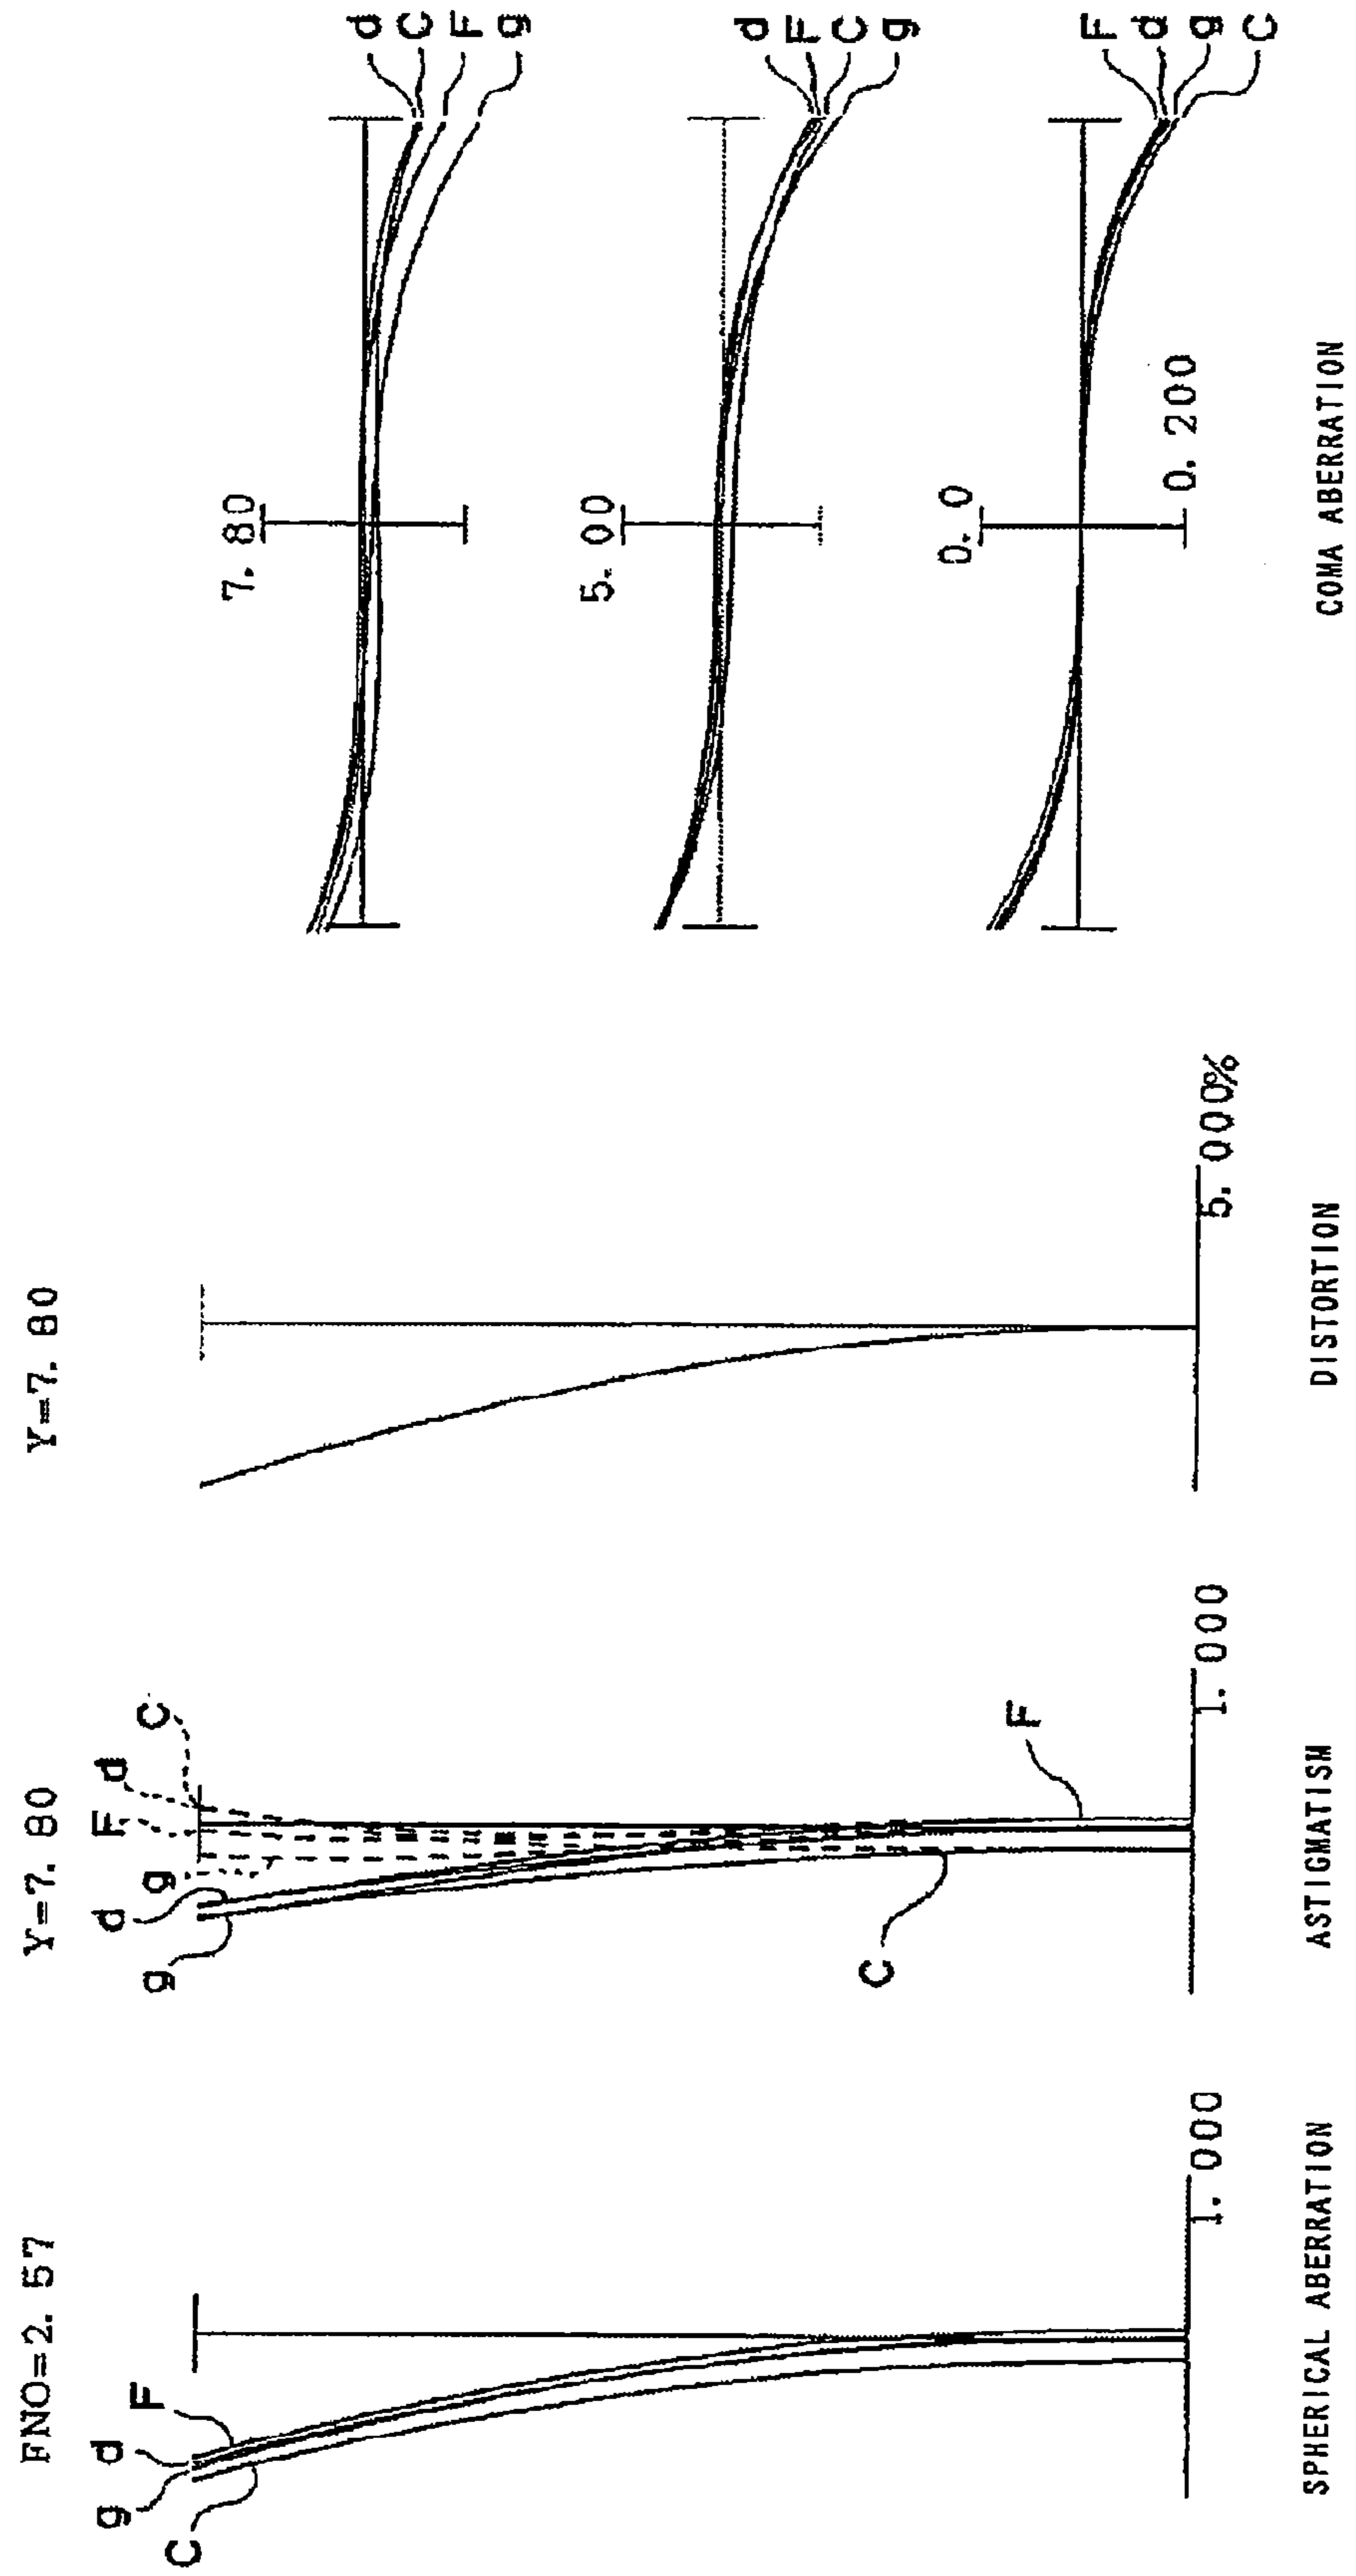 FNO=2.57
g
d
F
C
1.000
SPHERICAL ABERRATION
Y=7.80
g
d
g
F
d
C
C
F
1.000
ASTIGMATISM
Y=7.80
5.000%
DISTORTION
7.80
d
C
F
g
5.00
d
F
C
g
0.0
F
d
g
C
0.200
COMA ABERRATION